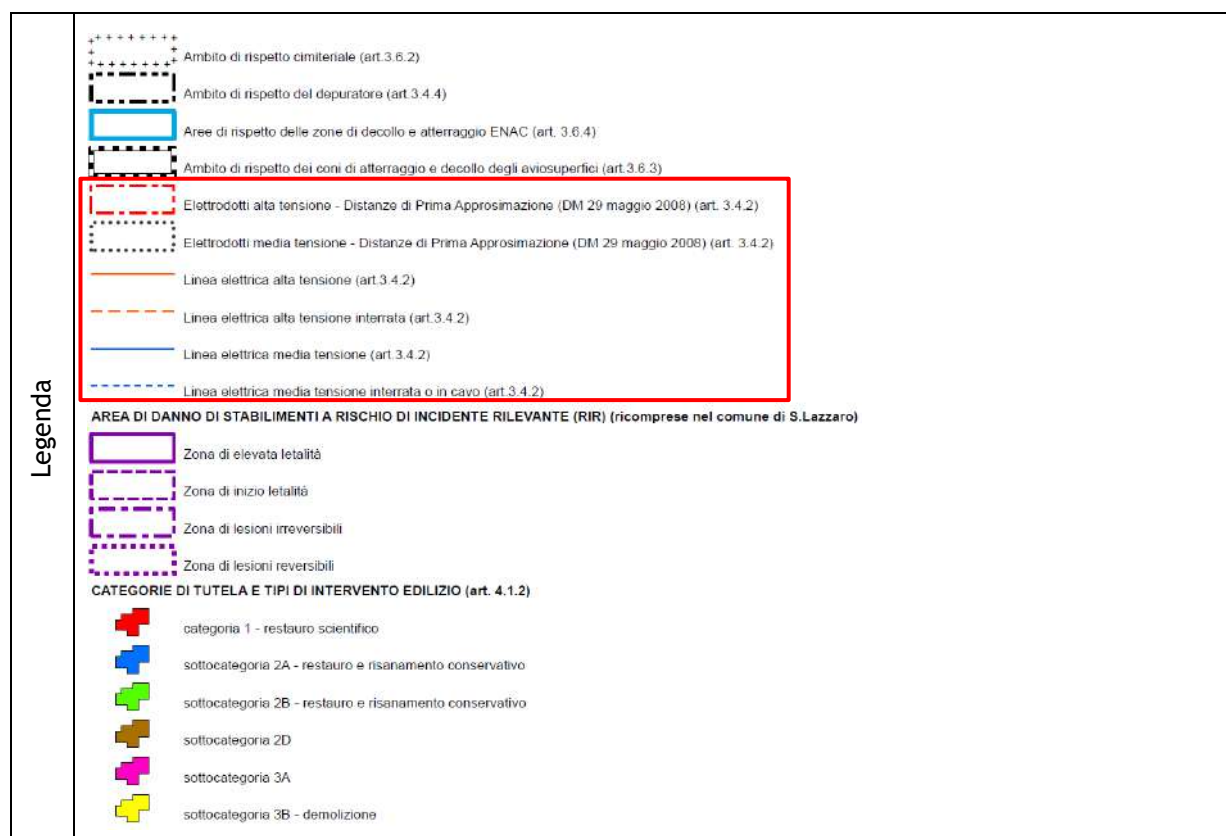 Legenda
Ambito di rispetto cimiteriale (art.3.6.2)
Ambito di rispetto del depuratore (art.3.4.4)
Aree di rispetto delle zone di decollo e atterraggio ENAC (art. 3.6.4)
Ambito di rispetto dei coni di atterraggio e decollo degli aviosuperfici (art.3.6.3)
Elettrodotti alta tensione - Distanze di Prima Approsimazione (DM 29 maggio 2008) (art. 3.4.2)
Elettrodotti media tensione - Distanze di Prima Approsimazione (DM 29 maggio 2008) (art. 3.4.2)
Linea elettrica alta tensione (art.3.4.2)
Linea elettrica alta tensione interrata (art.3.4.2)
Linea elettrica media tensione (art.3.4.2)
Linea elettrica media tensione interrata o in cavo (art.3.4.2)
AREA DI DANNO DI STABILIMENTI A RISCHIO DI INCIDENTE RILEVANTE (RIR) (ricomprese nel comune di S.Lazzaro)
Zona di elevata letalità
Zona di inizio letalità
Zona di lesioni irreversibili
Zona di lesioni reversibili
CATEGORIE DI TUTELA E TIPI DI INTERVENTO EDILIZIO (art. 4.1.2)
categoria 1 - restauro scientifico
sottocategoria 2A - restauro e risanamento conservativo
sottocategoria 2B - restauro e risanamento conservativo
sottocategoria 2D
sottocategoria 3A
sottocategoria 3B - demolizione